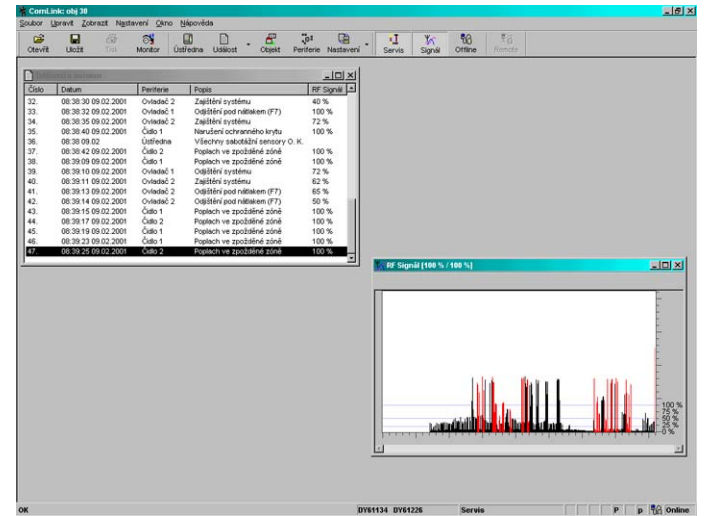 ComLink: obj 30
Soubor Upravit Zobrazit Nastavení Okno Nápověda
Otevřít Uložit Tisk Monitor Ústředna Událost Objekt Periferie Nastavení Servis Signál Offline Remote
Číslo Datum Periferie Popis RF Signál
32. 08:38:30 09.02.2001 Ovladač 2 Zajištění systému 40 %
33. 08:38:32 09.02.2001 Ovladač 1 Odjištění pod nátlakem (F7) 100 %
34. 08:38:35 09.02.2001 Ovladač 2 Zajištění systému 72 %
35. 08:38:40 09.02.2001 Čidlo 1 Narušení ochranného krytu 100 %
36. 08:38 09.02 Ústředna Všechny sabotážní sensory O. K.
37. 08:38:42 09.02.2001 Čidlo 2 Poplach ve zpožděné zóně 100 %
38. 08:39:09 09.02.2001 Čidlo 1 Poplach ve zpožděné zóně 100 %
39. 08:39:10 09.02.2001 Ovladač 1 Odjištění systému 72 %
40. 08:39:11 09.02.2001 Ovladač 2 Zajištění systému 62 %
41. 08:39:13 09.02.2001 Ovladač 2 Odjištění pod nátlakem (F7) 65 %
42. 08:39:14 09.02.2001 Ovladač 2 Odjištění pod nátlakem (F7) 50 %
43. 08:39:15 09.02.2001 Čidlo 1 Poplach ve zpožděné zóně 100 %
44. 08:39:17 09.02.2001 Čidlo 2 Poplach ve zpožděné zóně 100 %
45. 08:39:19 09.02.2001 Čidlo 1 Poplach ve zpožděné zóně 100 %
46. 08:39:23 09.02.2001 Čidlo 1 Poplach ve zpožděné zóně 100 %
47. 08:39:25 09.02.2001 Čidlo 2 Poplach ve zpožděné zóně 100 %
RF Signál [100 % / 100 %]
100 %
75 %
50 %
25 %
0 %
OK DY61134 DY61226 Servis P p Online